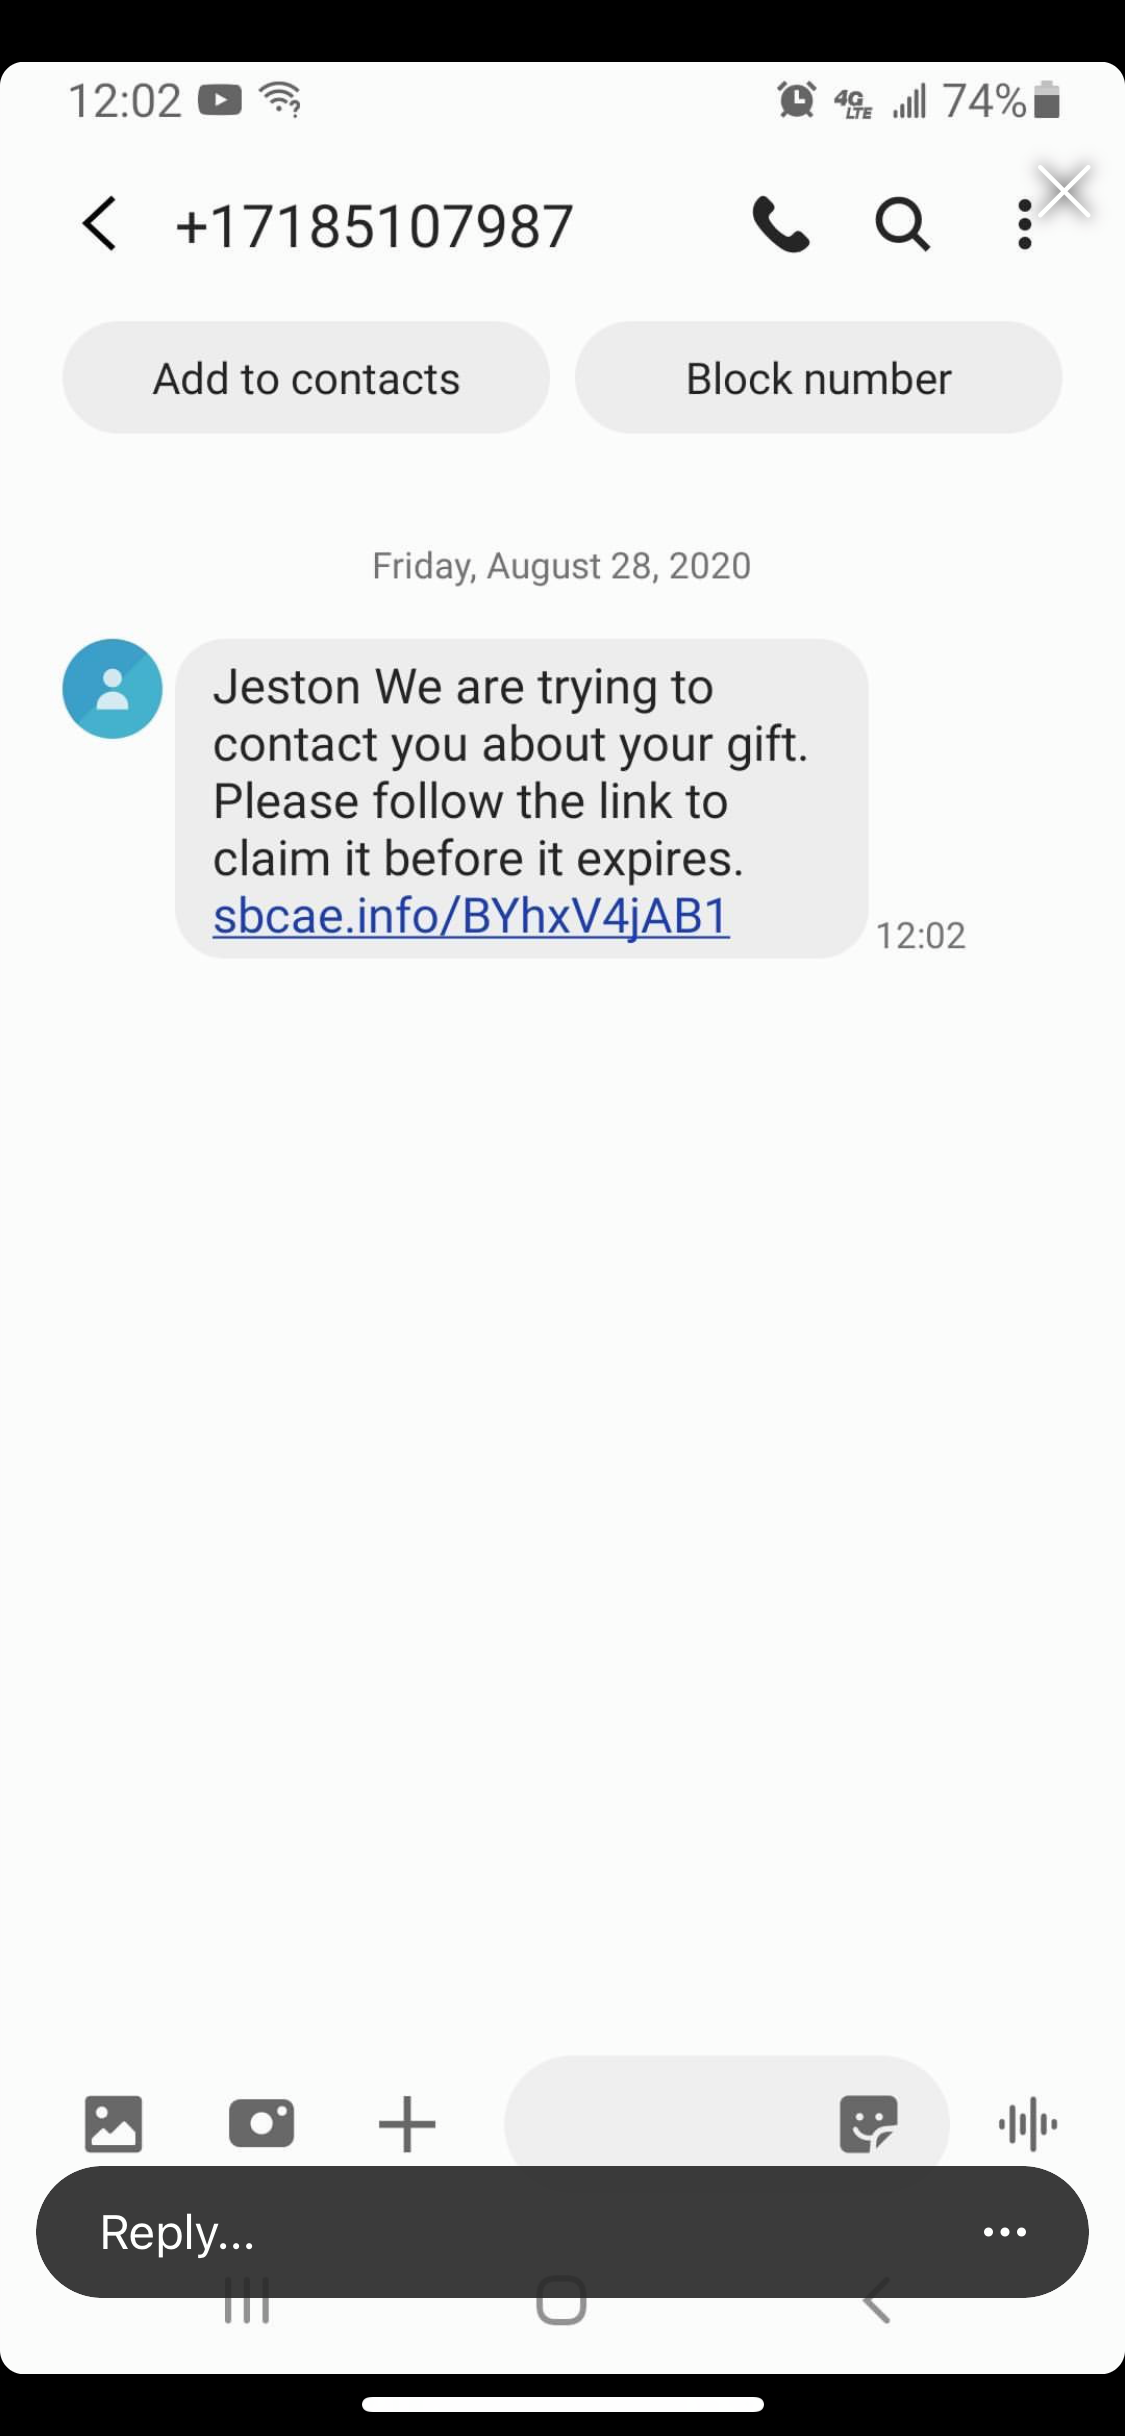 12:02 4G LTE 74%
+17185107987
Add to contacts Block number
Friday, August 28, 2020
Jeston We are trying to
contact you about your gift.
Please follow the link to
claim it before it expires.
sbcae.info/BYhxV4jAB1
12:02
Reply...